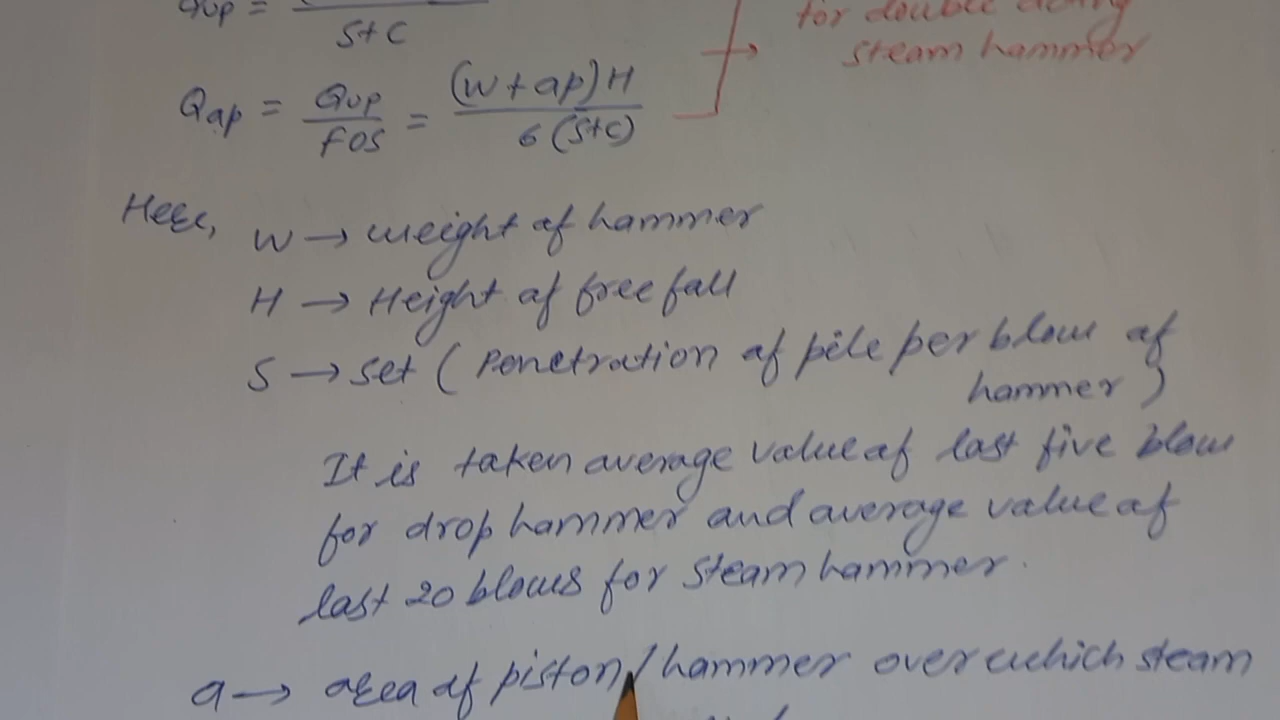 Qup =
S+C
for double acting
steam hammer
Qap = Qup/FOS = (W+ap)H/6(S+C)
Here,
W → weight of hammer
H → Height of free fall
S → set ( Penetration of pile per blow of
hammer )
It is taken average value of last five blow
for drop hammer and average value of
last 20 blows for steam hammer.
a → area of piston/hammer over which steam